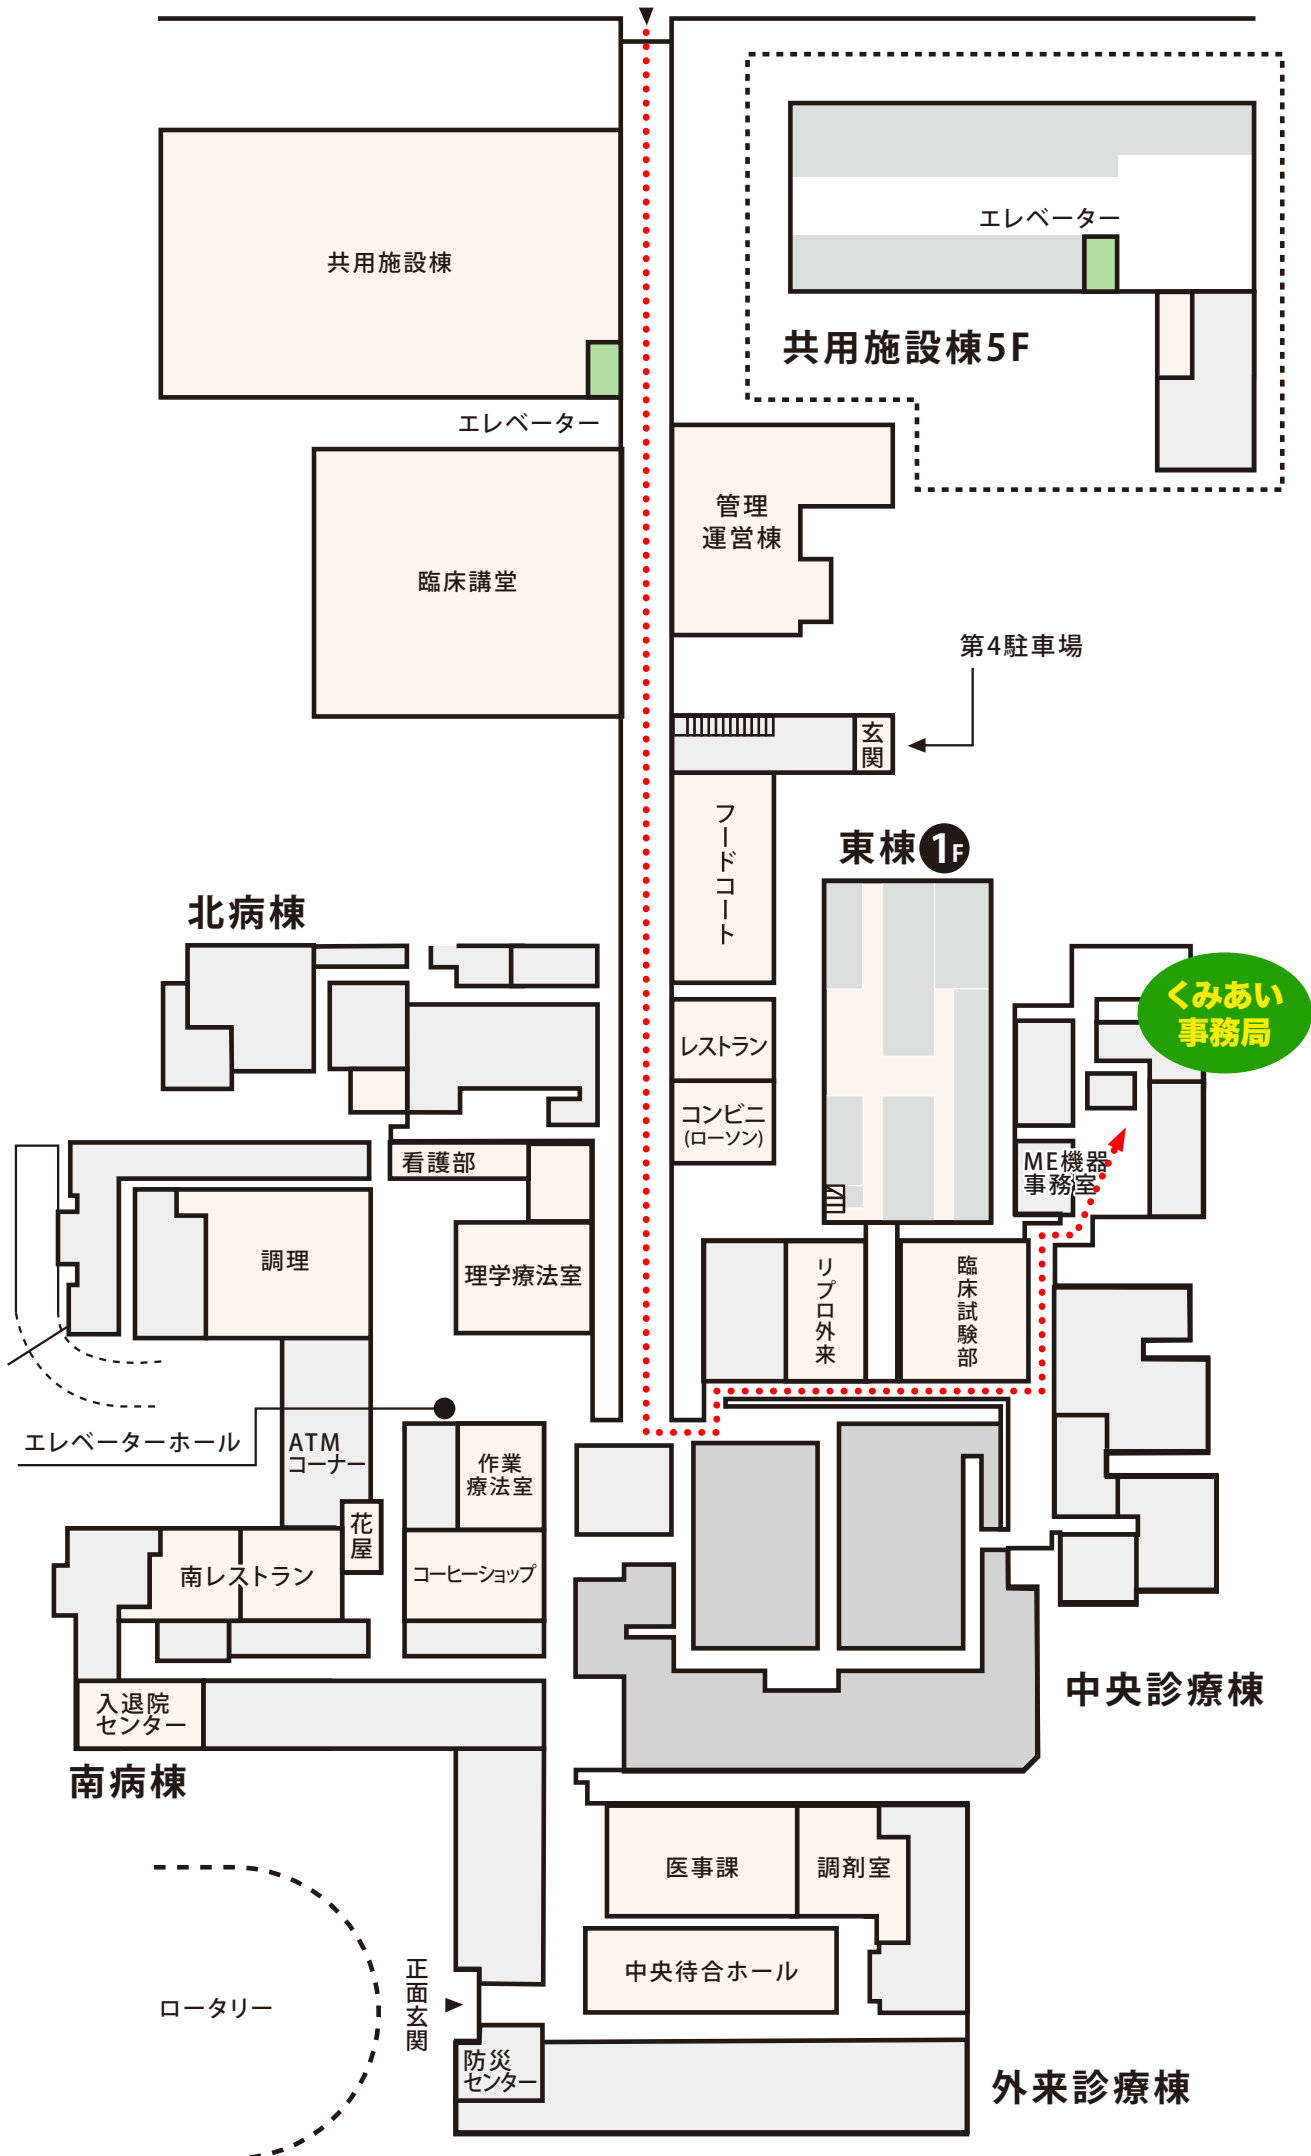 エレベーター
共用施設棟
共用施設棟5F
エレベーター
管理
運営棟
臨床講堂
第4駐車場
玄関
フードコート
東棟1F
北病棟
くみあい
事務局
レストラン
コンビニ
(ローソン)
看護部
ME機器
事務室
調理
理学療法室
リプロ外来
臨床試験部
エレベーターホール
ATM
コーナー
作業
療法室
花屋
南レストラン
コーヒーショップ
中央診療棟
入退院
センター
南病棟
医事課
調剤室
中央待合ホール
正面玄関
ロータリー
防災
センター
外来診療棟